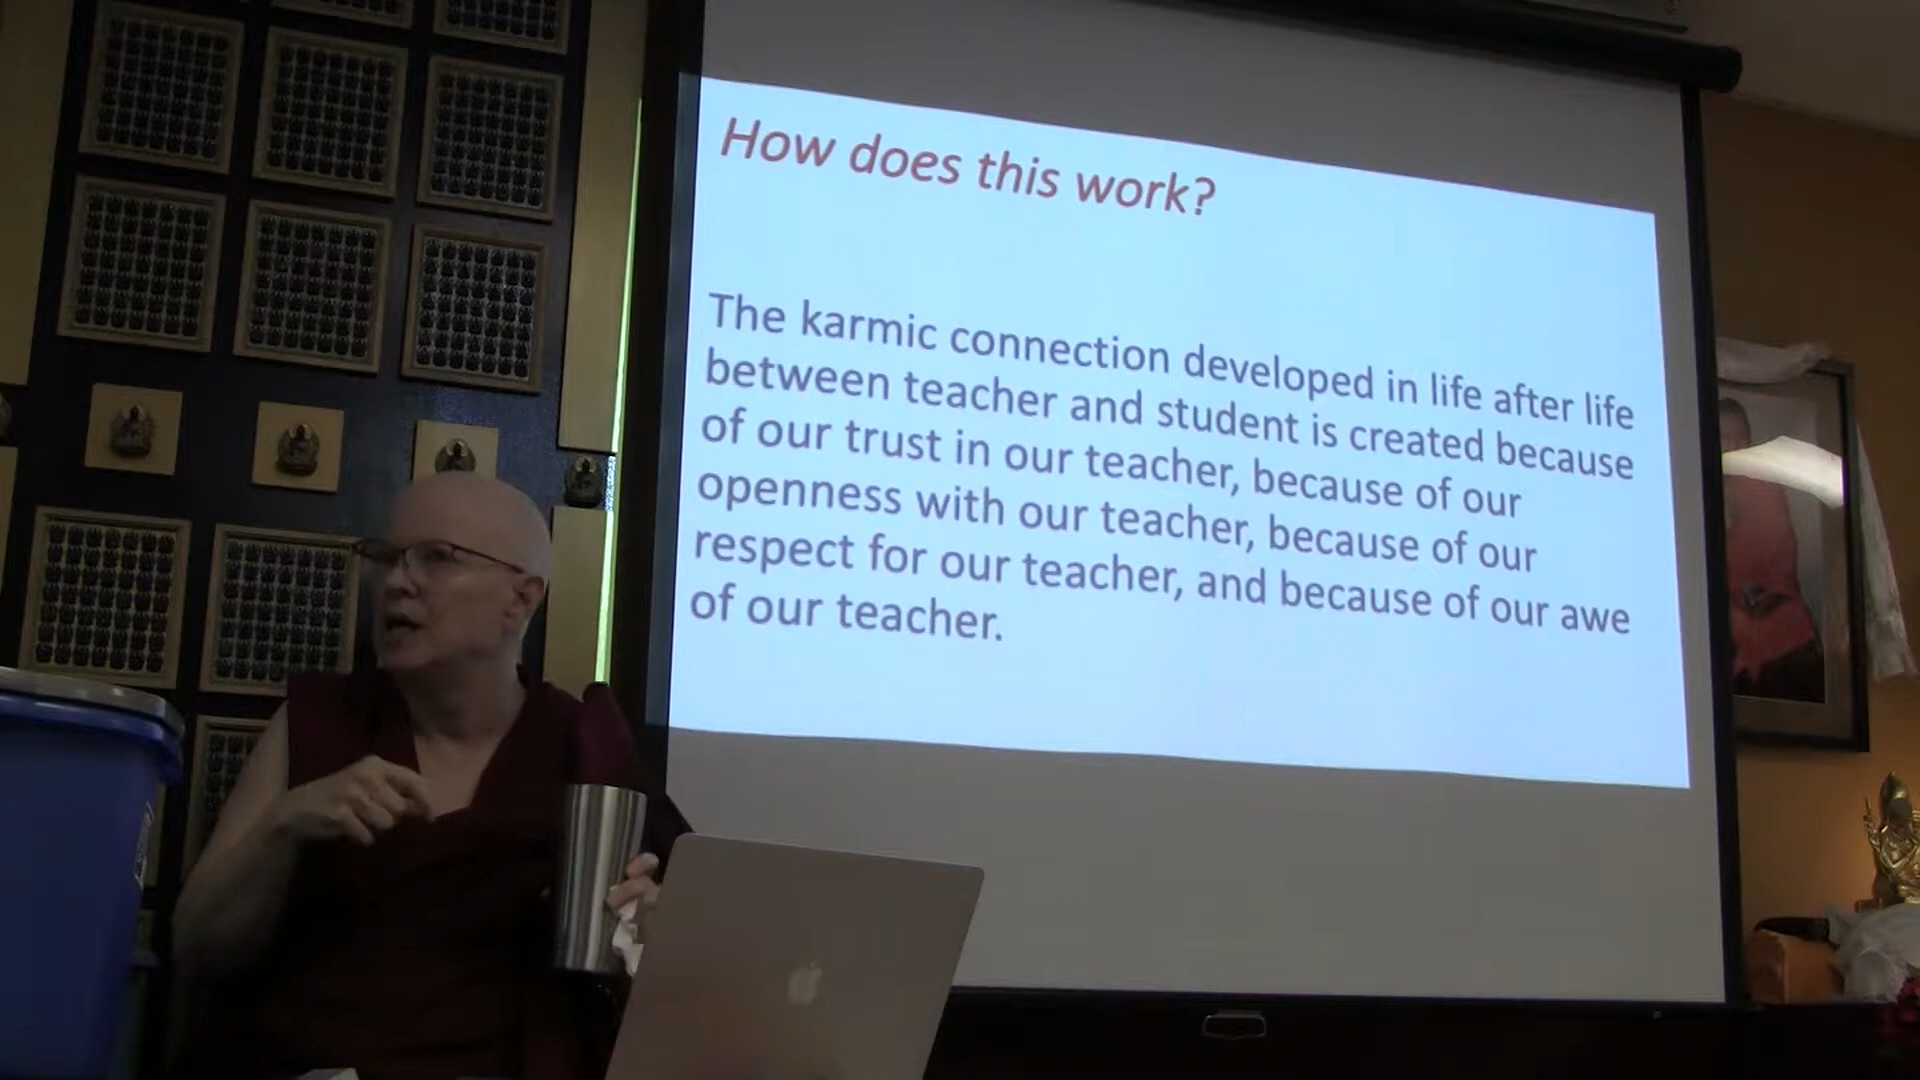 How does this work?
The karmic connection developed in life after life
between teacher and student is created because
of our trust in our teacher, because of our
openness with our teacher, because of our
respect for our teacher, and because of our awe
of our teacher.